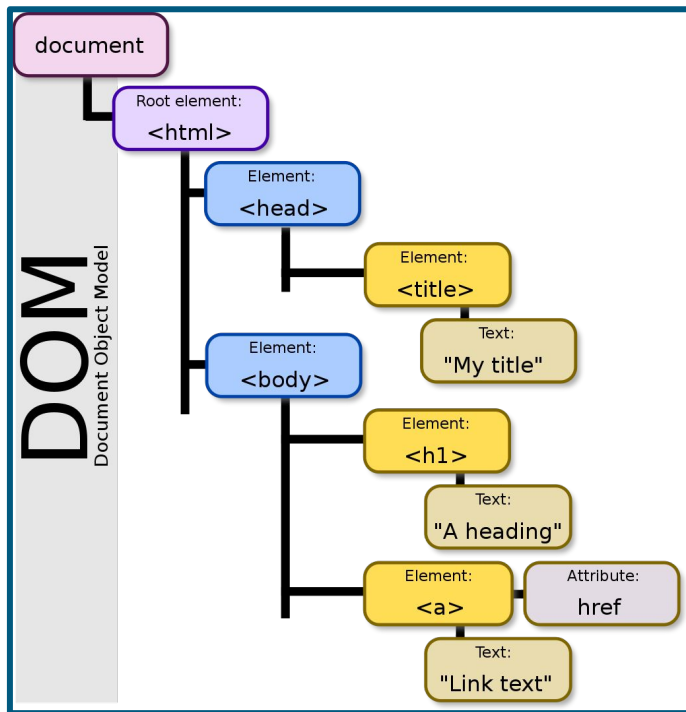 document
Root element:
<html>
Element:
<head>
Element:
<title>
Text:
"My title"
Element:
<body>
Element:
<h1>
Text:
"A heading"
Element:
<a>
Attribute:
href
Text:
"Link text"
DOM
Document Object Model